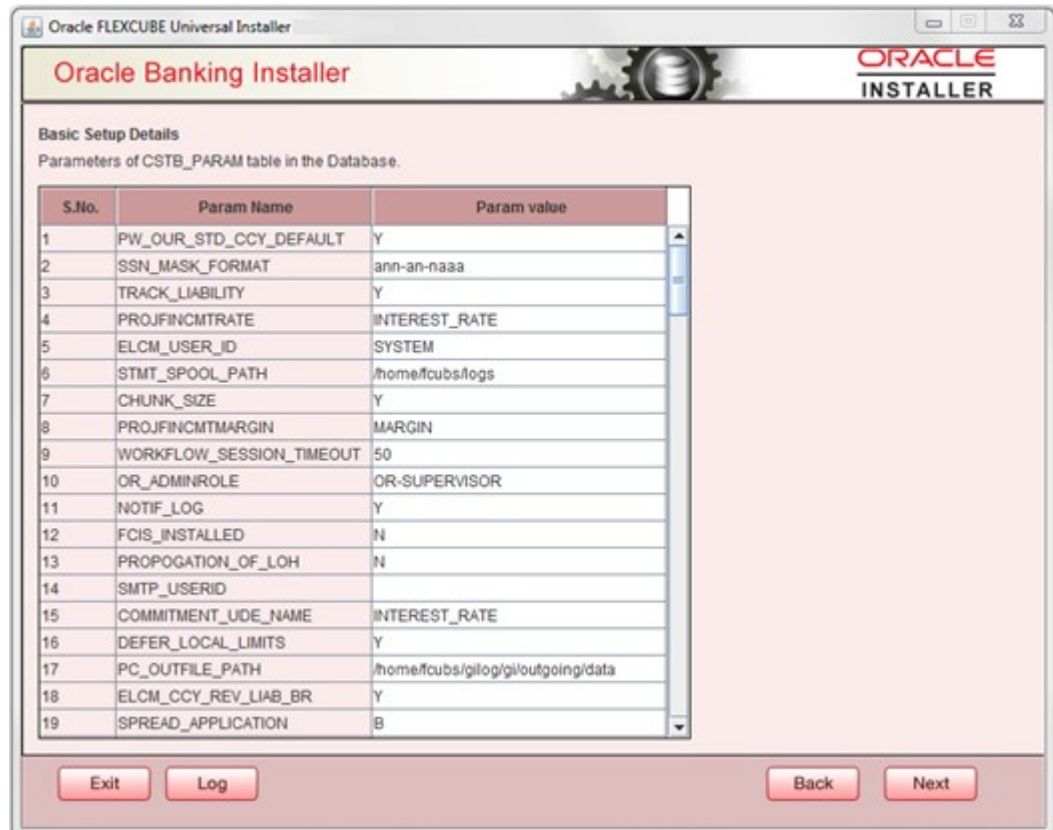 Oracle FLEXCUBE Universal Installer
Oracle Banking Installer
ORACLE
INSTALLER
Basic Setup Details
Parameters of CSTB_PARAM table in the Database.
S.No. Param Name Param value
1 PW_OUR_STD_CCY_DEFAULT Y
2 SSN_MASK_FORMAT ann-an-naaa
3 TRACK_LIABILITY Y
4 PROJFINCMTRATE INTEREST_RATE
5 ELCM_USER_ID SYSTEM
6 STMT_SPOOL_PATH /home/fcubs/logs
7 CHUNK_SIZE Y
8 PROJFINCMTMARGIN MARGIN
9 WORKFLOW_SESSION_TIMEOUT 50
10 OR_ADMINROLE OR-SUPERVISOR
11 NOTIF_LOG Y
12 FCIS_INSTALLED N
13 PROPOGATION_OF_LOH N
14 SMTP_USERID
15 COMMITMENT_UDE_NAME INTEREST_RATE
16 DEFER_LOCAL_LIMITS Y
17 PC_OUTFILE_PATH /home/fcubs/gilog/gi/outgoing/data
18 ELCM_CCY_REV_LIAB_BR Y
19 SPREAD_APPLICATION B
Exit Log Back Next